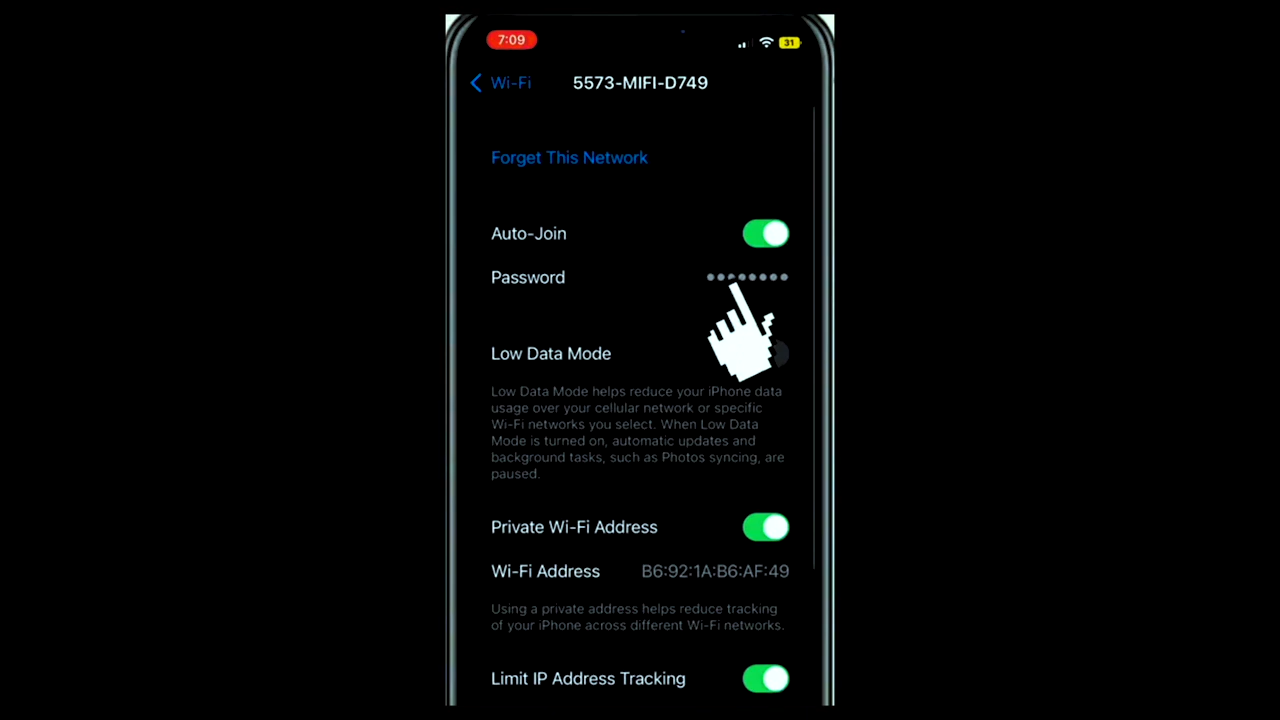 7:09
31
Wi-Fi
5573-MIFI-D749
Forget This Network
Auto-Join
Password
Low Data Mode
Low Data Mode helps reduce your iPhone data
usage over your cellular network or specific
Wi-Fi networks you select. When Low Data
Mode is turned on, automatic updates and
background tasks, such as Photos syncing, are
paused.
Private Wi-Fi Address
Wi-Fi Address B6:92:1A:B6:AF:49
Using a private address helps reduce tracking
of your iPhone across different Wi-Fi networks.
Limit IP Address Tracking